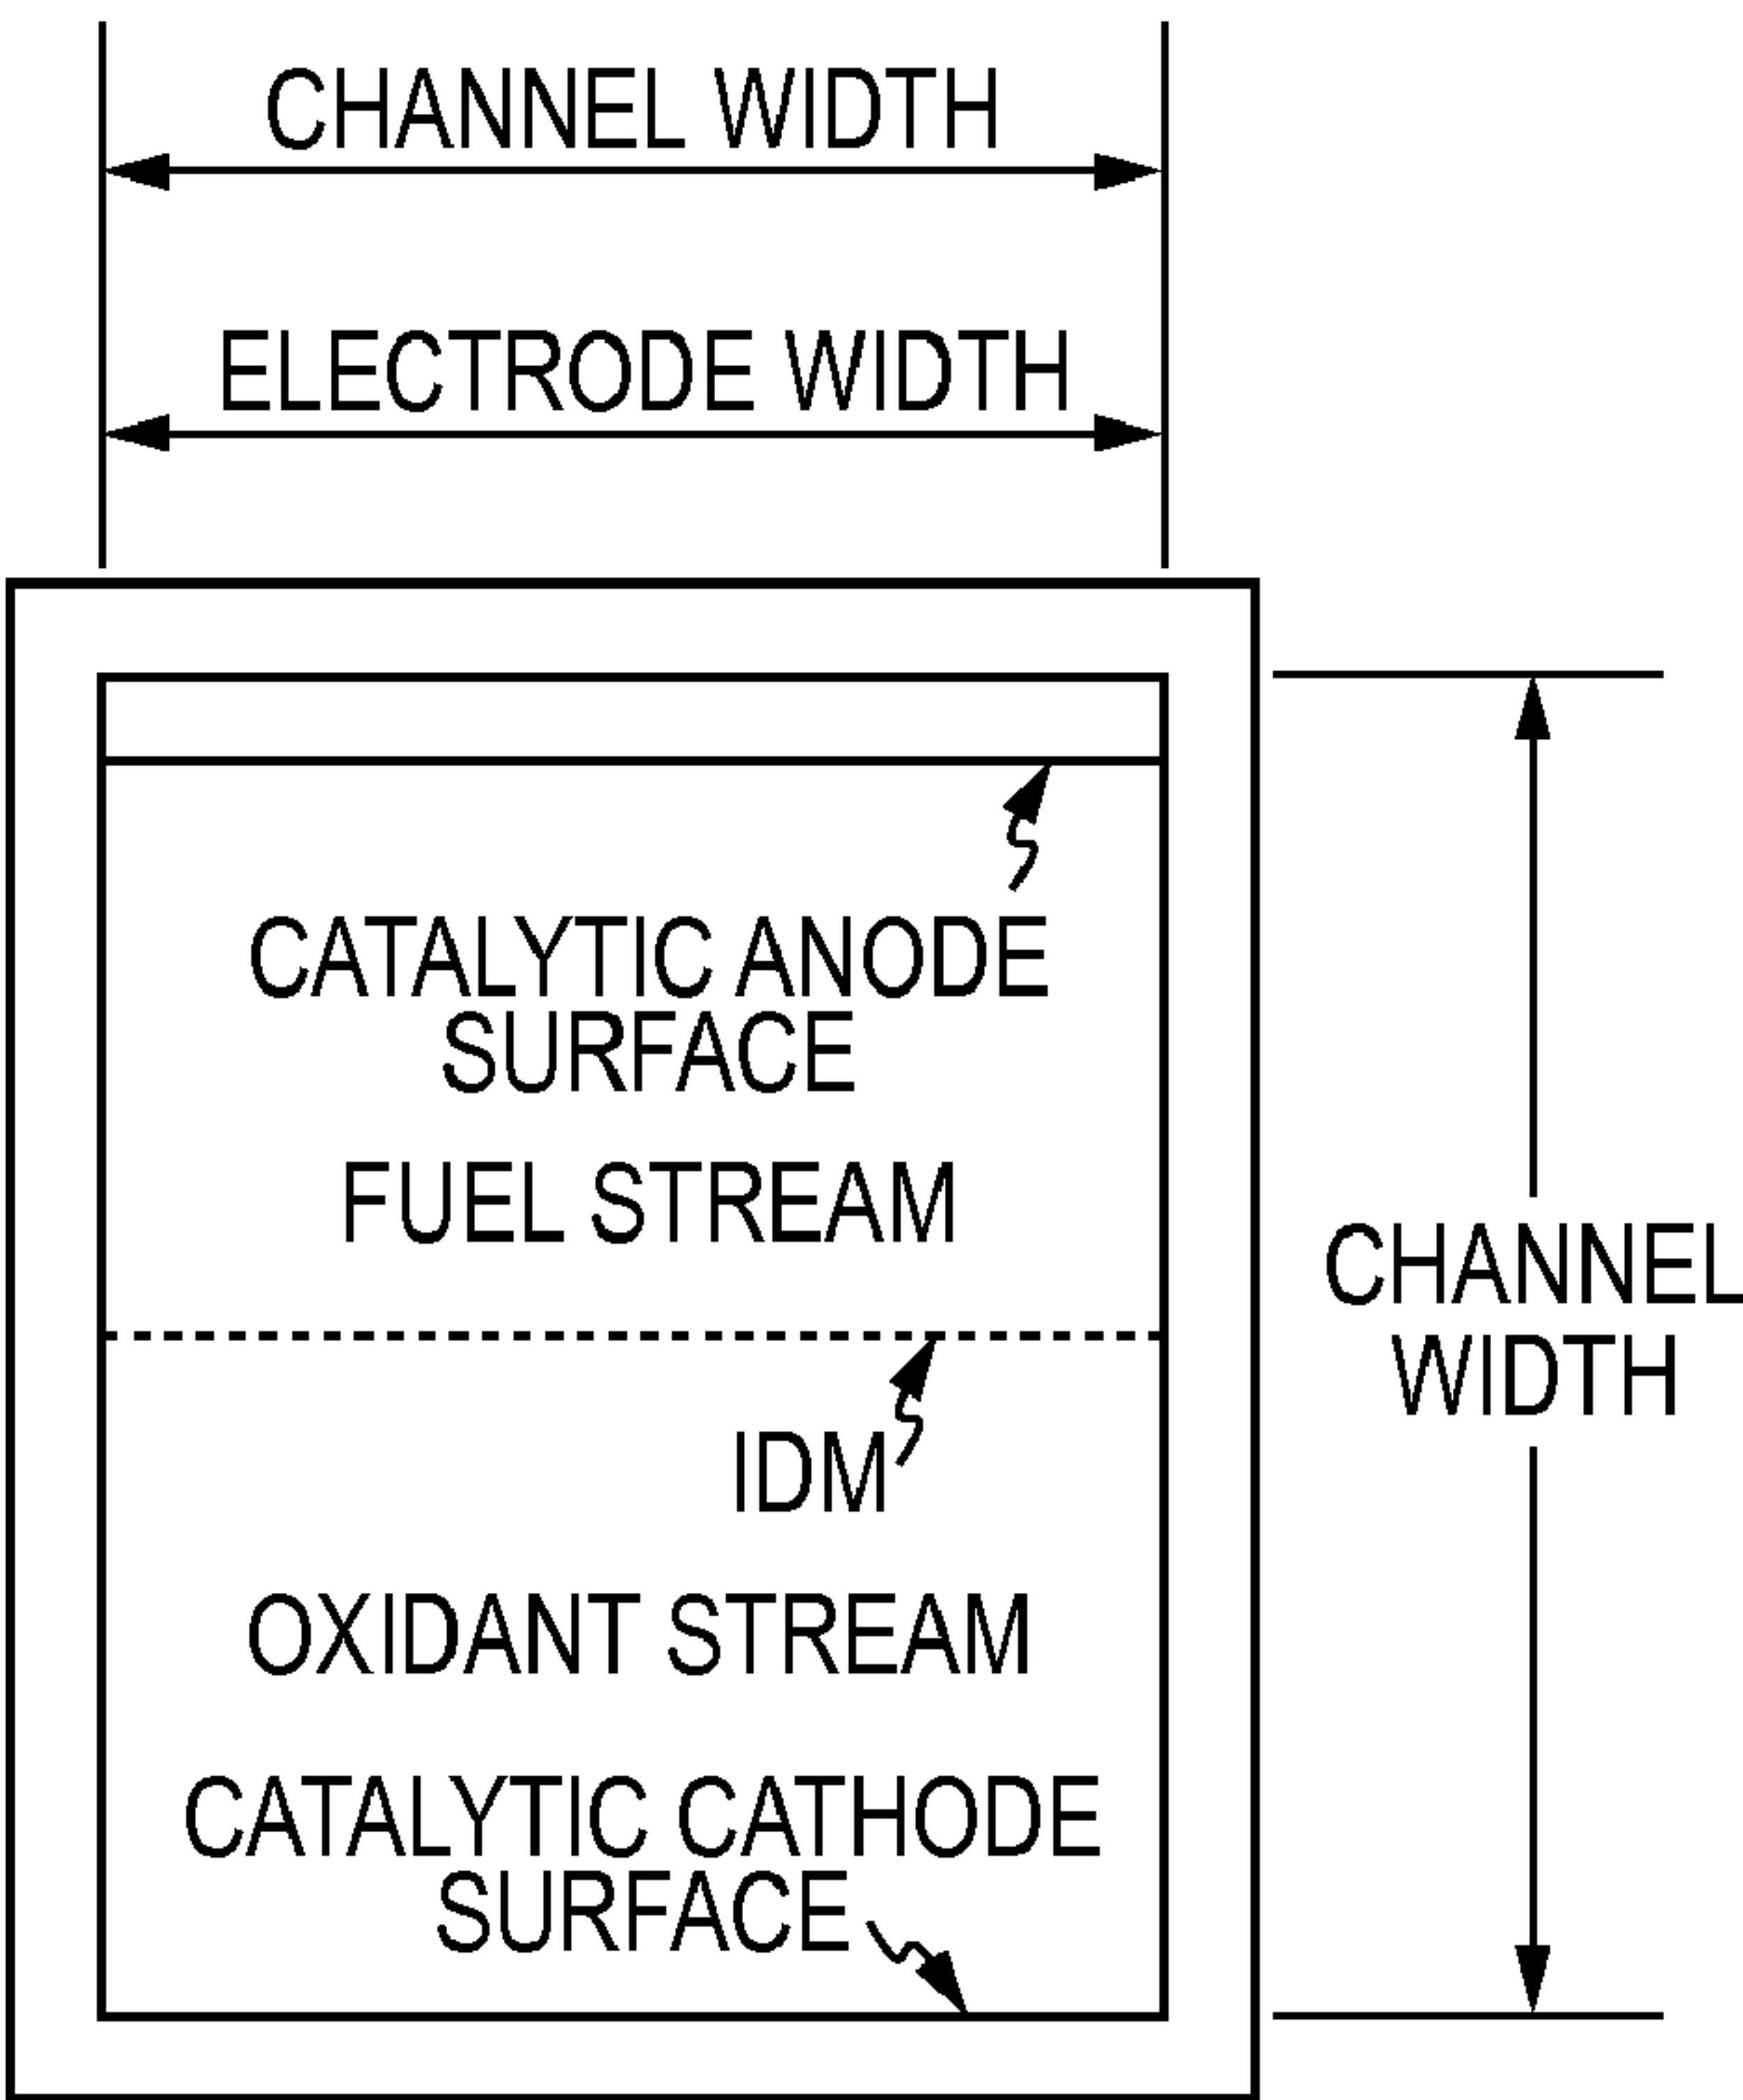 CHANNEL WIDTH
ELECTRODE WIDTH
CATALYTIC ANODE
SURFACE
FUEL STREAM
CHANNEL
WIDTH
IDM
OXIDANT STREAM
CATALYTIC CATHODE
SURFACE